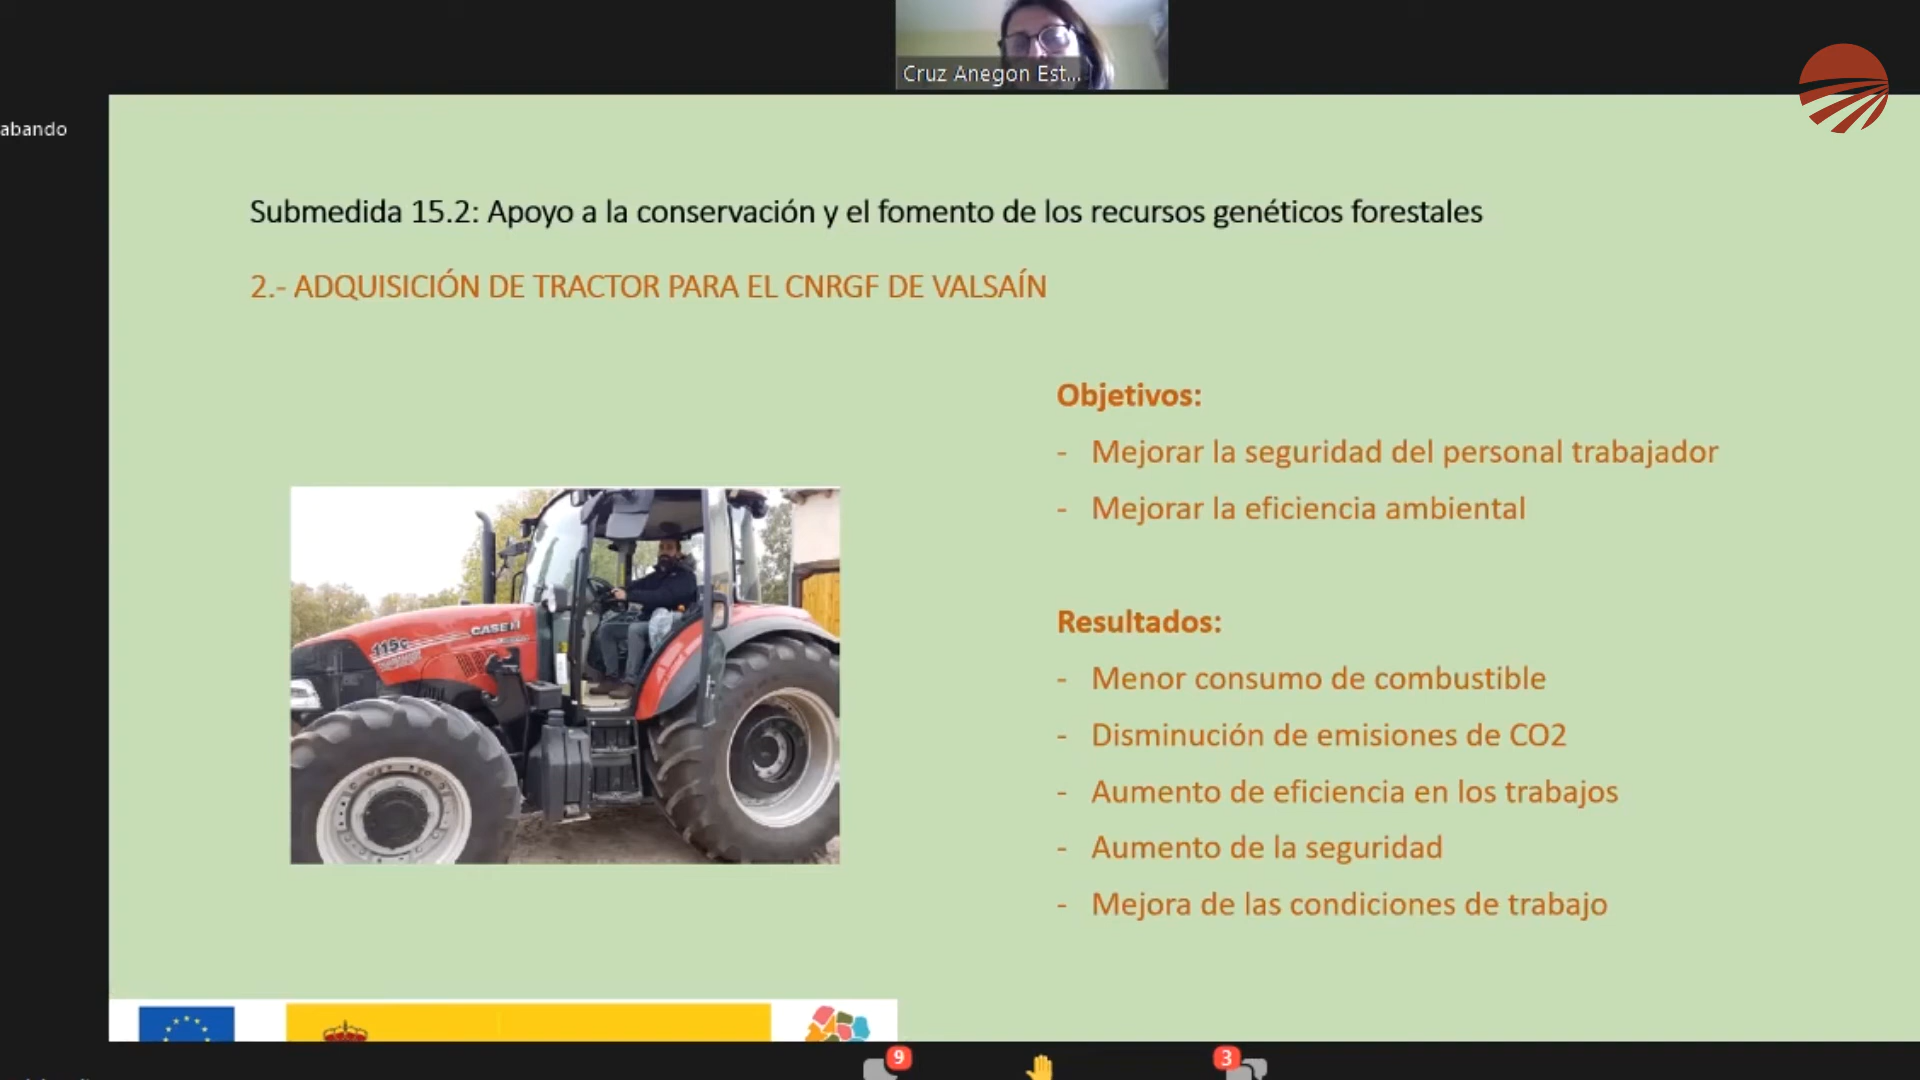 Cruz Anegon Est...
abando
Submedida 15.2: Apoyo a la conservación y el fomento de los recursos genéticos forestales
2.- ADQUISICIÓN DE TRACTOR PARA EL CNRGF DE VALSAÍN
Objetivos:
- Mejorar la seguridad del personal trabajador
- Mejorar la eficiencia ambiental
Resultados:
- Menor consumo de combustible
- Disminución de emisiones de CO2
- Aumento de eficiencia en los trabajos
- Aumento de la seguridad
- Mejora de las condiciones de trabajo
CASE IH
115C
9
3